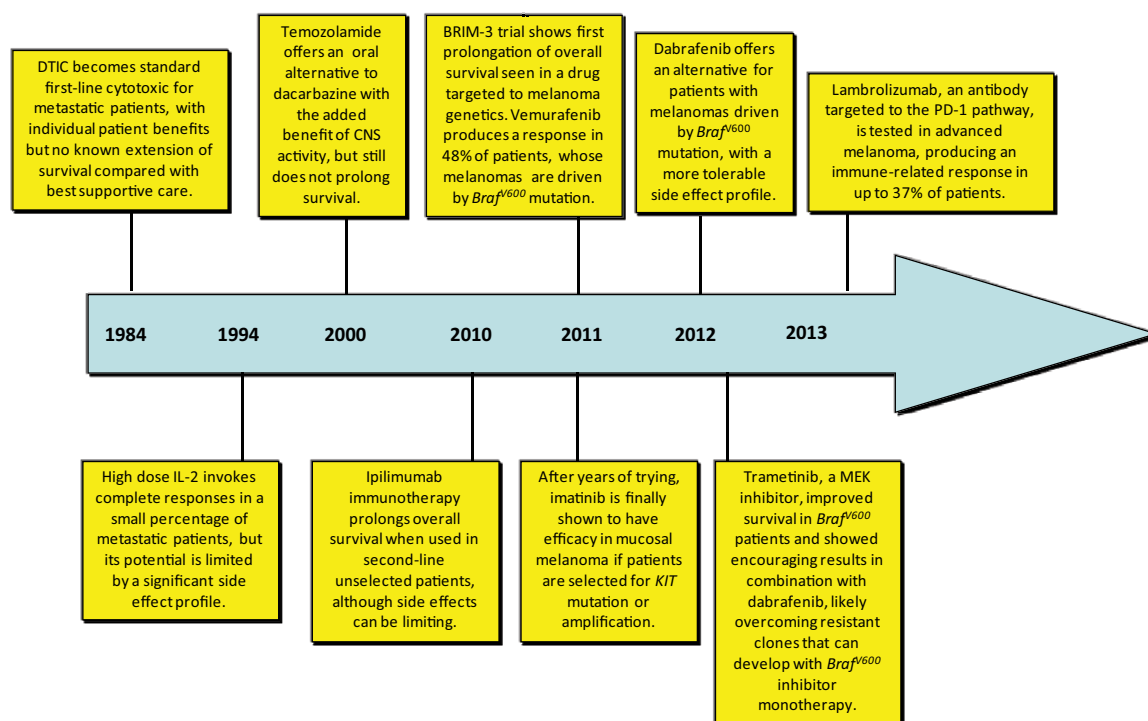 DTIC becomes standard
first-line cytotoxic for
metastatic patients, with
individual patient benefits
but no known extension of
survival compared with
best supportive care.
Temozolamide
offers an oral
alternative to
dacarbazine with
the added
benefit of CNS
activity, but still
does not prolong
survival.
BRIM-3 trial shows first
prolongation of overall
survival seen in a drug
targeted to melanoma
genetics. Vemurafenib
produces a response in
48% of patients, whose
melanomas are driven
by BrafV600 mutation.
Dabrafenib offers
an alternative for
patients with
melanomas driven
by BrafV600
mutation, with a
more tolerable
side effect profile.
Lambrolizumab, an antibody
targeted to the PD-1 pathway,
is tested in advanced
melanoma, producing an
immune-related response in
up to 37% of patients.
1984 1994 2000 2010 2011 2012 2013
High dose IL-2 invokes
complete responses in a
small percentage of
metastatic patients, but
its potential is limited
by a significant side
effect profile.
Ipilimumab
immunotherapy
prolongs overall
survival when used in
second-line
unselected patients,
although side effects
can be limiting.
After years of trying,
imatinib is finally
shown to have
efficacy in mucosal
melanoma if patients
are selected for KIT
mutation or
amplification.
Trametinib, a MEK
inhibitor, improved
survival in BrafV600
patients and showed
encouraging results in
combination with
dabrafenib, likely
overcoming resistant
clones that can
develop with BrafV600
inhibitor
monotherapy.